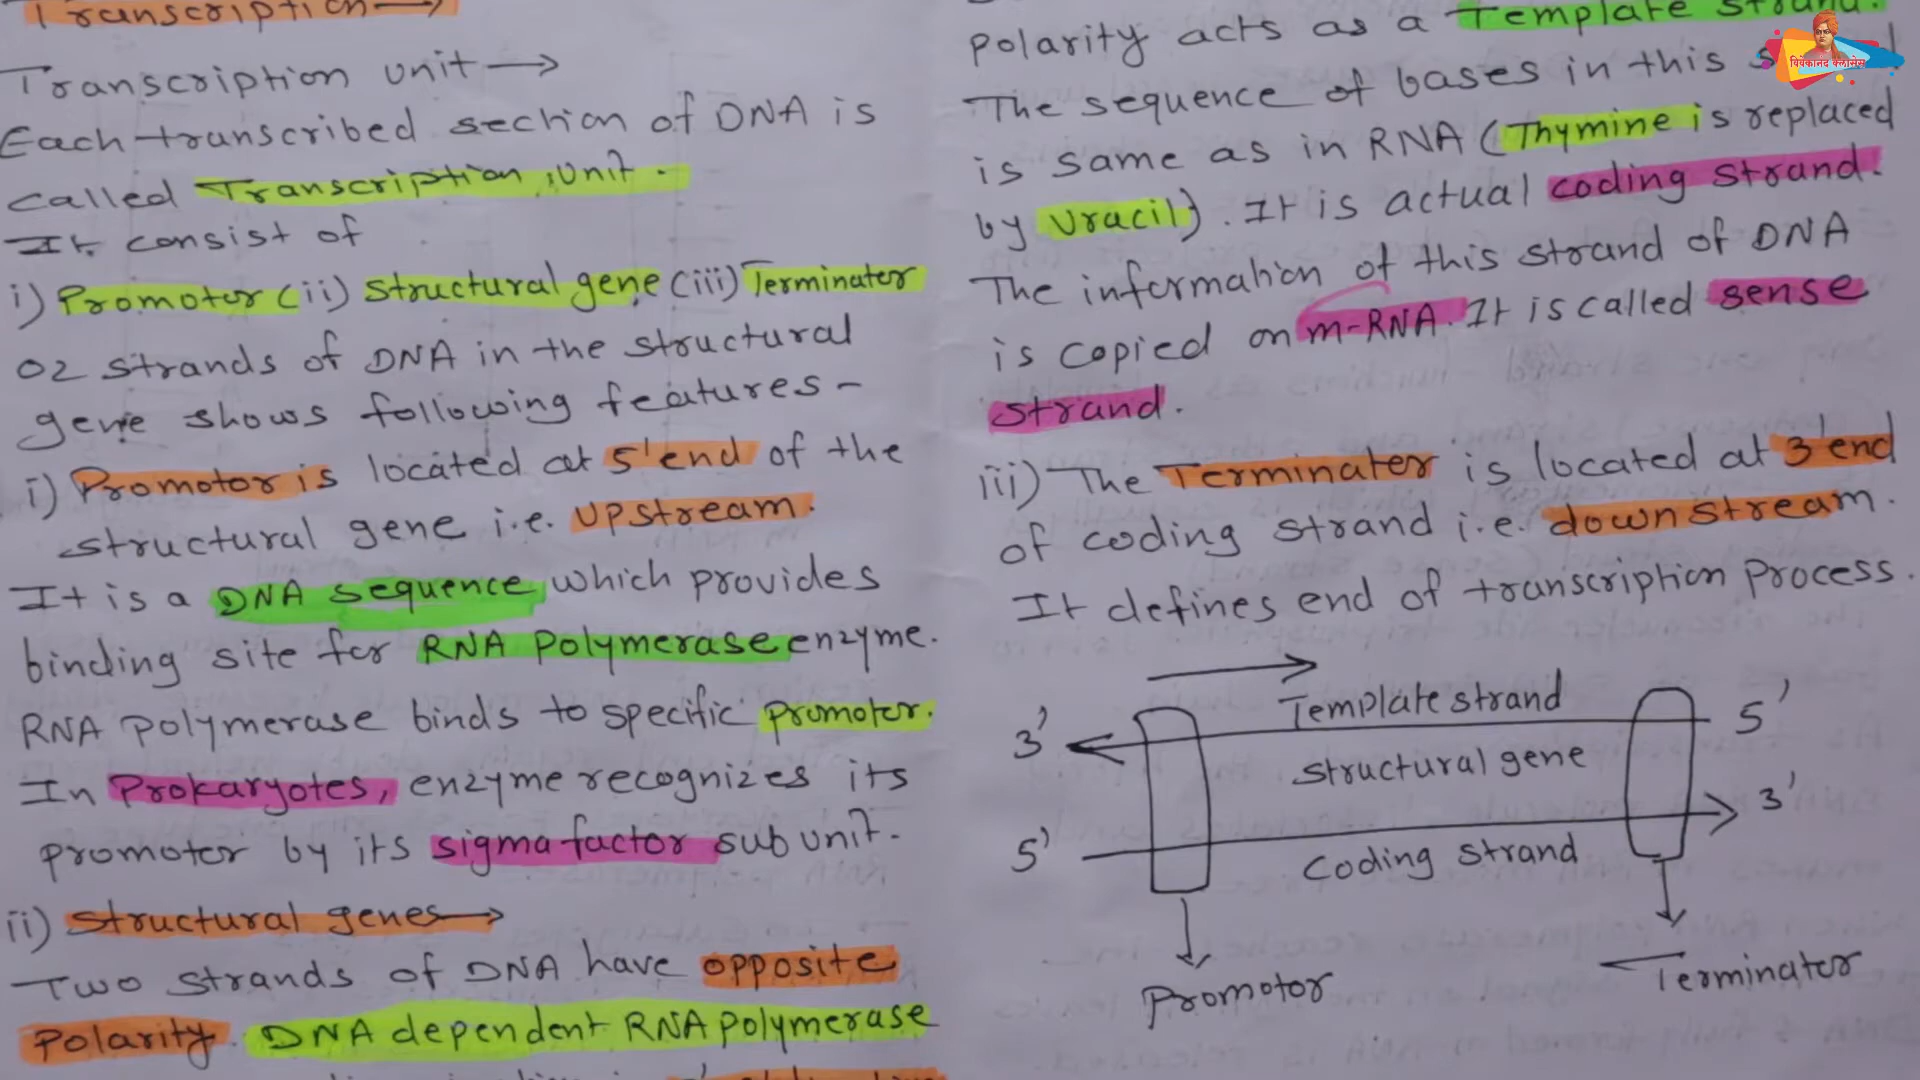 Transcription →
Transcription unit →
Each transcribed section of DNA is
called Transcription unit.
It consist of
i) Promotor (ii) Structural gene (iii) Terminator
02 strands of DNA in the structural
gene shows following features -
i) Promotor is located at 5' end of the
structural gene i.e. upstream.
It is a DNA sequence which provides
binding site for RNA polymerase enzyme.
RNA polymerase binds to specific promoter.
In Prokaryotes, enzyme recognizes its
promoter by its sigma factor sub unit.
ii) Structural genes →
Two strands of DNA have opposite
Polarity. DNA dependent RNA polymerase
polarity acts as a Template strand.
The sequence of bases in this
is same as in RNA (Thymine is replaced
by Uracil). It is actual coding strand.
The information of this strand of DNA
is copied on m-RNA. It is called sense
strand.
iii) The Terminater is located at 3' end
of coding strand i.e. downstream.
It defines end of transcription process.
Template strand
3' 5'
structural gene
3'
5'
Coding strand
Promotor
Terminator
विवेकानंद क्लासेस